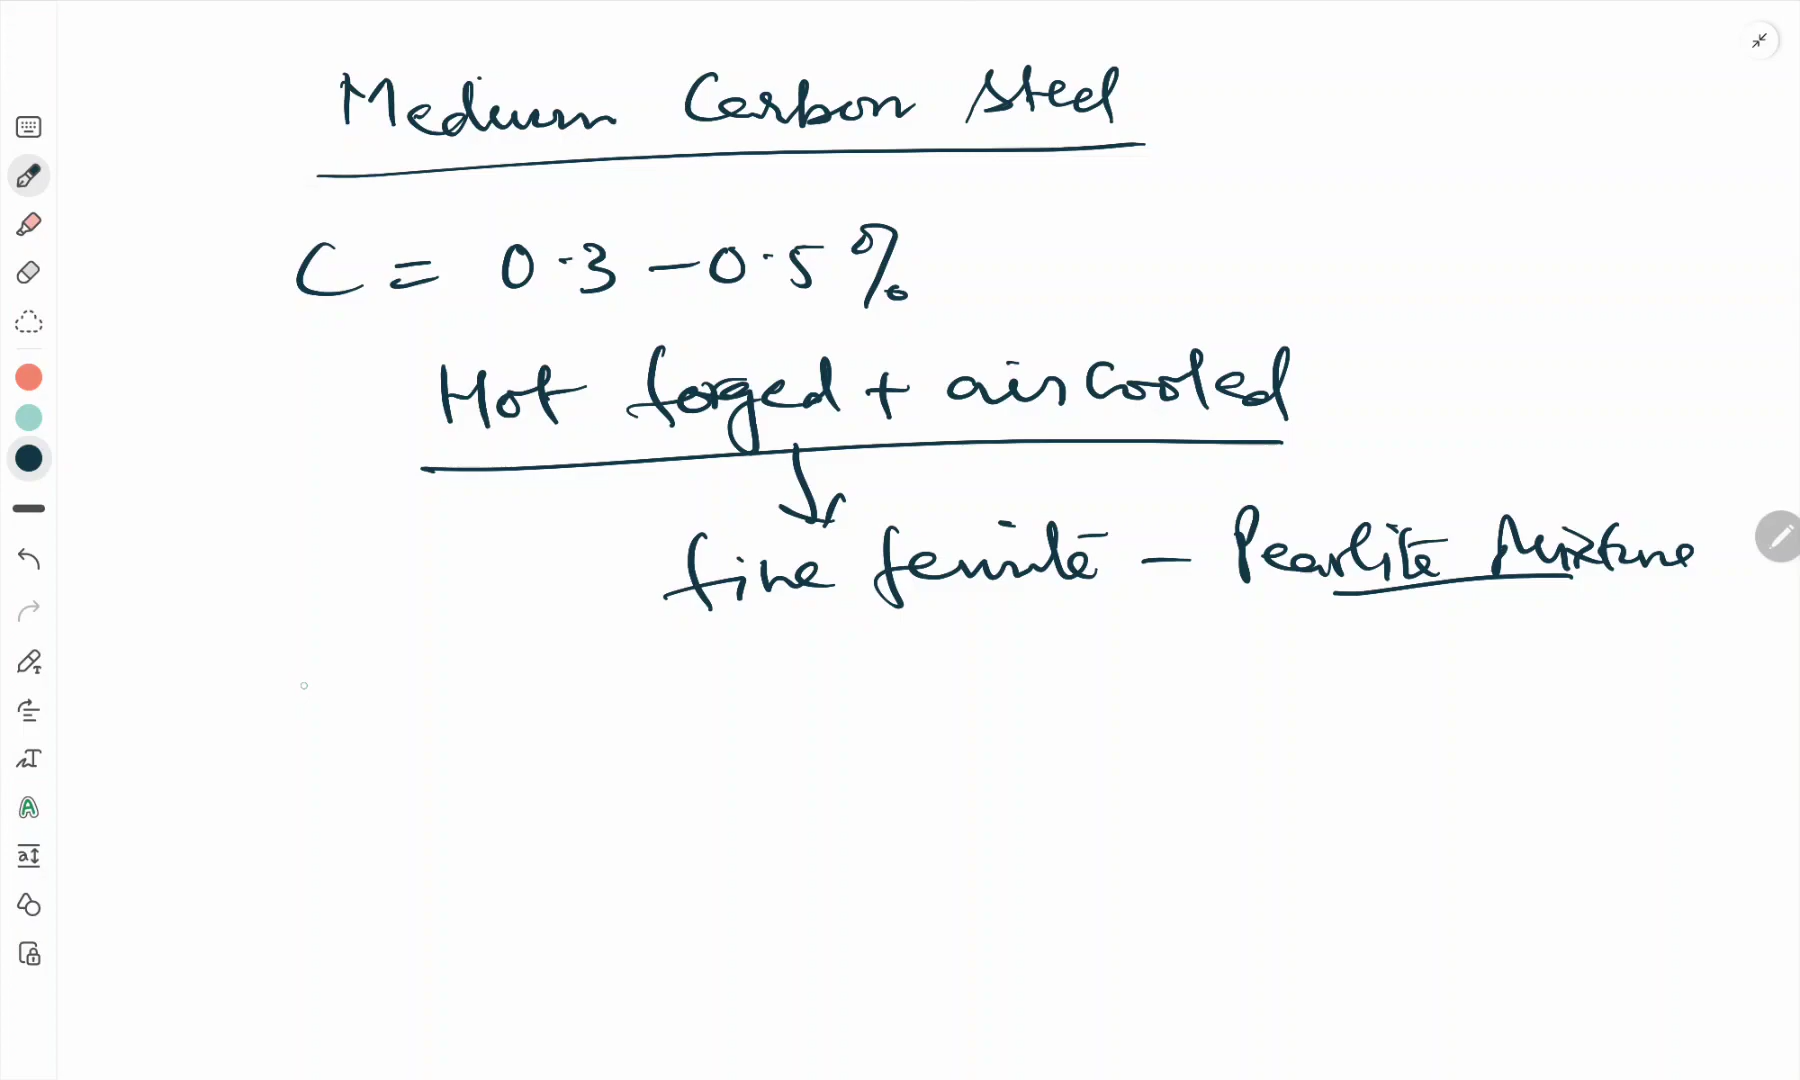 Medium Carbon Steel
C = 0.3 - 0.5 %
Hot forged + air cooled
fine ferrite - Pearlite Mixture